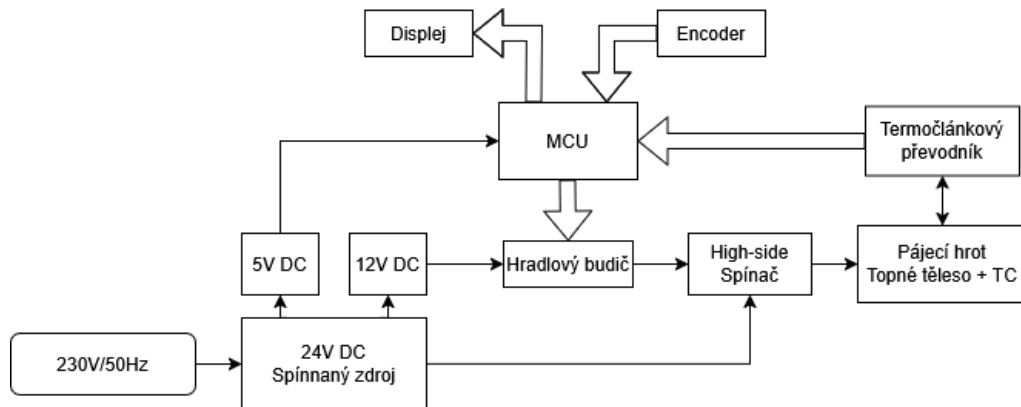 Displej
Encoder
MCU
Termočlánkový
převodník
5V DC
12V DC
Hradlový budič
High-side
Spínač
Pájecí hrot
Topné těleso + TC
230V/50Hz
24V DC
Spínnaný zdroj